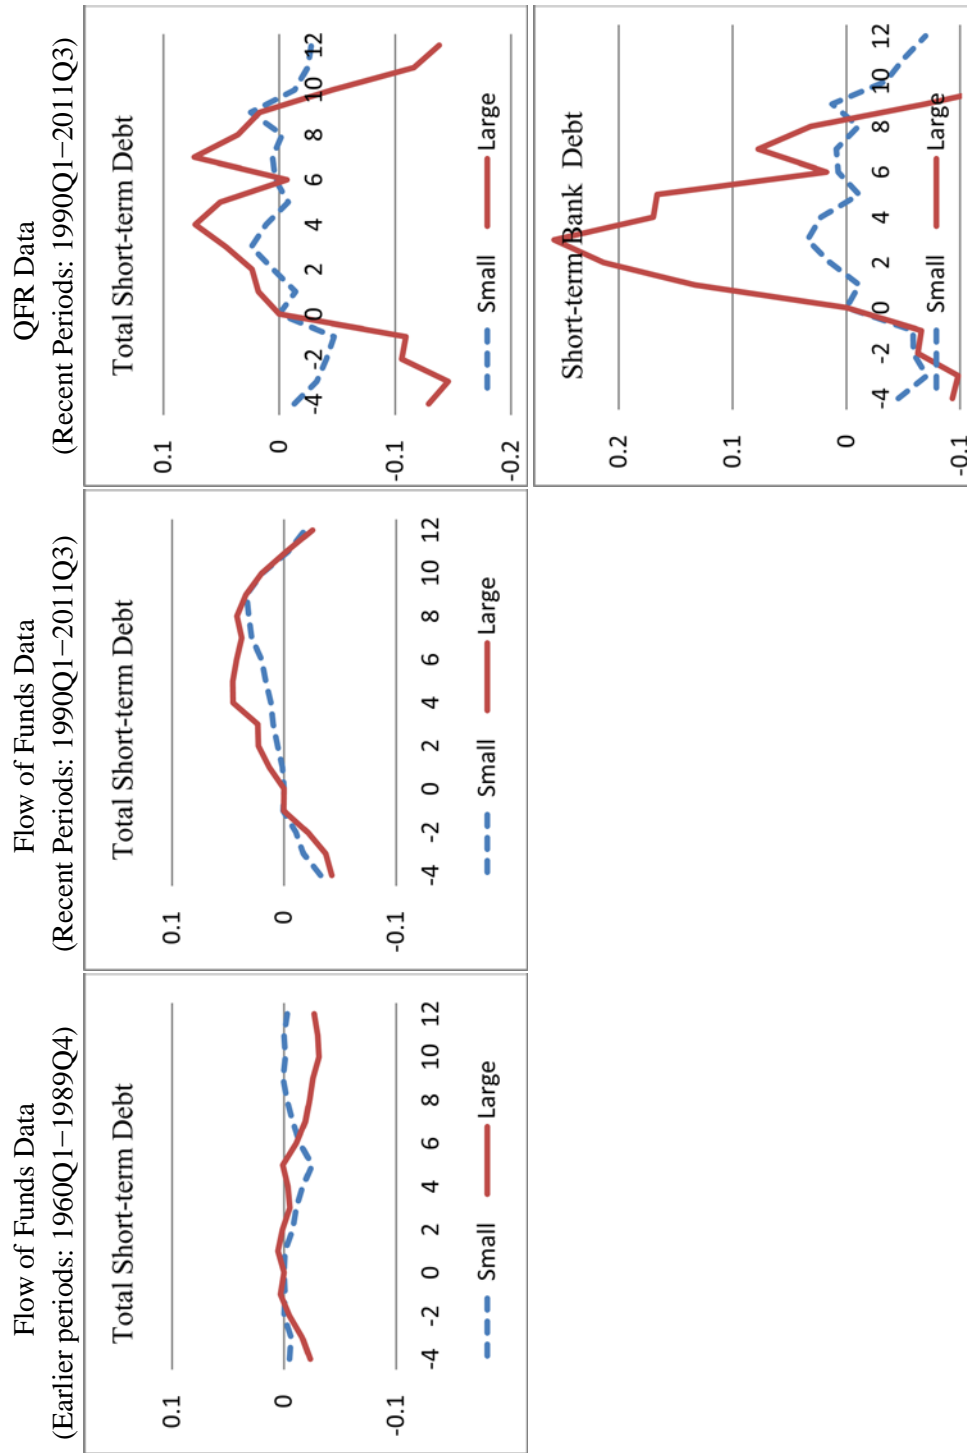 Flow of Funds Data
(Earlier periods: 1960Q1–1989Q4)
Total Short-term Debt
0.1
0
-0.1
-4 -2 0 2 4 6 8 10 12
Small Large
Flow of Funds Data
(Recent Periods: 1990Q1–2011Q3)
Total Short-term Debt
0.1
0
-0.1
-4 -2 0 2 4 6 8 10 12
Small Large
QFR Data
(Recent Periods: 1990Q1–2011Q3)
Total Short-term Debt
0.1
0
-0.1
-0.2
-4 -2 0 2 4 6 8 10 12
Small Large
Short-term Bank Debt
0.2
0.1
0
-0.1
-4 -2 0 2 4 6 8 10 12
Small Large